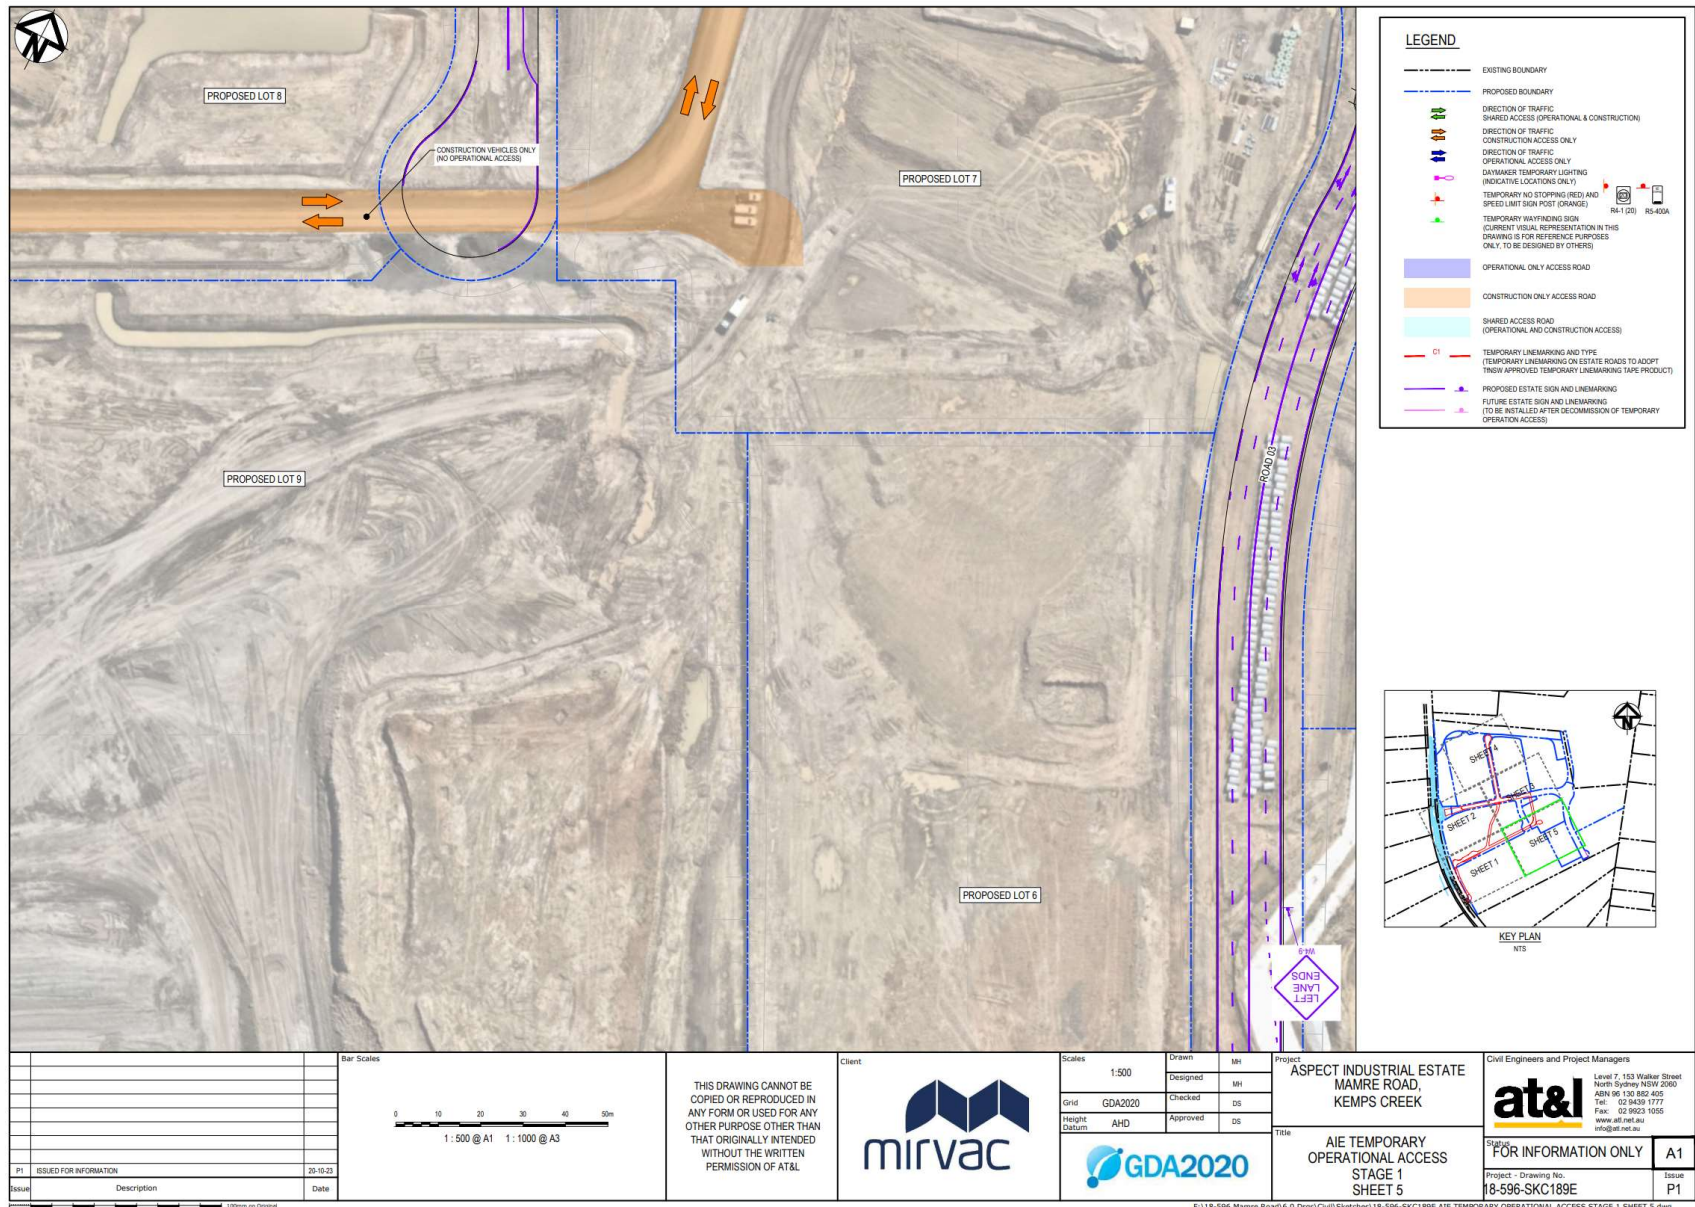 N
PROPOSED LOT 8
CONSTRUCTION VEHICLES ONLY
(NO OPERATIONAL ACCESS)
PROPOSED LOT 7
PROPOSED LOT 9
ROAD 03
PROPOSED LOT 6
W4-9
LEFT
LANE
ENDS
LEGEND
EXISTING BOUNDARY
PROPOSED BOUNDARY
DIRECTION OF TRAFFIC
SHARED ACCESS (OPERATIONAL & CONSTRUCTION)
DIRECTION OF TRAFFIC
CONSTRUCTION ACCESS ONLY
DIRECTION OF TRAFFIC
OPERATIONAL ACCESS ONLY
DAYMAKER TEMPORARY LIGHTING
(INDICATIVE LOCATIONS ONLY)
TEMPORARY NO STOPPING (RED) AND
SPEED LIMIT SIGN POST (ORANGE)
R4-1 (20) R5-400A
TEMPORARY WAYFINDING SIGN
(CURRENT VISUAL REPRESENTATION IN THIS
DRAWING IS FOR REFERENCE PURPOSES
ONLY, TO BE DESIGNED BY OTHERS)
OPERATIONAL ONLY ACCESS ROAD
CONSTRUCTION ONLY ACCESS ROAD
SHARED ACCESS ROAD
(OPERATIONAL AND CONSTRUCTION ACCESS)
C1
TEMPORARY LINEMARKING AND TYPE
(TEMPORARY LINEMARKING ON ESTATE ROADS TO ADOPT
TfNSW APPROVED TEMPORARY LINEMARKING TAPE PRODUCT)
PROPOSED ESTATE SIGN AND LINEMARKING
FUTURE ESTATE SIGN AND LINEMARKING
(TO BE INSTALLED AFTER DECOMMISSION OF TEMPORARY
OPERATION ACCESS)
N
SHEET 4
SHEET 3
SHEET 2
SHEET 5
SHEET 1
KEY PLAN
NTS
P1 ISSUED FOR INFORMATION 20-10-23
Issue Description Date
Bar Scales
0 10 20 30 40 50m
1 : 500 @ A1 1 : 1000 @ A3
THIS DRAWING CANNOT BE
COPIED OR REPRODUCED IN
ANY FORM OR USED FOR ANY
OTHER PURPOSE OTHER THAN
THAT ORIGINALLY INTENDED
WITHOUT THE WRITTEN
PERMISSION OF AT&L
Client
mirvac
Scales 1:500
Grid GDA2020
Height Datum AHD
Drawn MH
Designed MH
Checked DS
Approved DS
GDA2020
Project
ASPECT INDUSTRIAL ESTATE
MAMRE ROAD,
KEMPS CREEK
Title
AIE TEMPORARY
OPERATIONAL ACCESS
STAGE 1
SHEET 5
Civil Engineers and Project Managers
at&l
Level 7, 153 Walker Street
North Sydney NSW 2060
ABN 96 130 882 405
Tel: 02 9439 1777
Fax: 02 9923 1055
www.atl.net.au
info@atl.net.au
Status
FOR INFORMATION ONLY
A1
Project - Drawing No.
18-596-SKC189E
Issue
P1